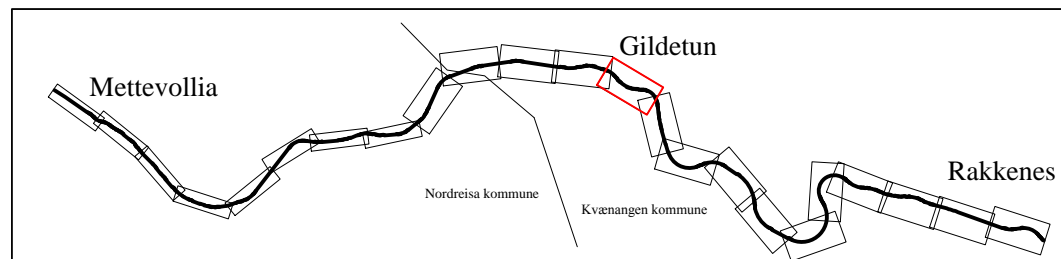 Gildetun
Mettevollia
Rakkenes
Nordreisa kommune
Kvænangen kommune